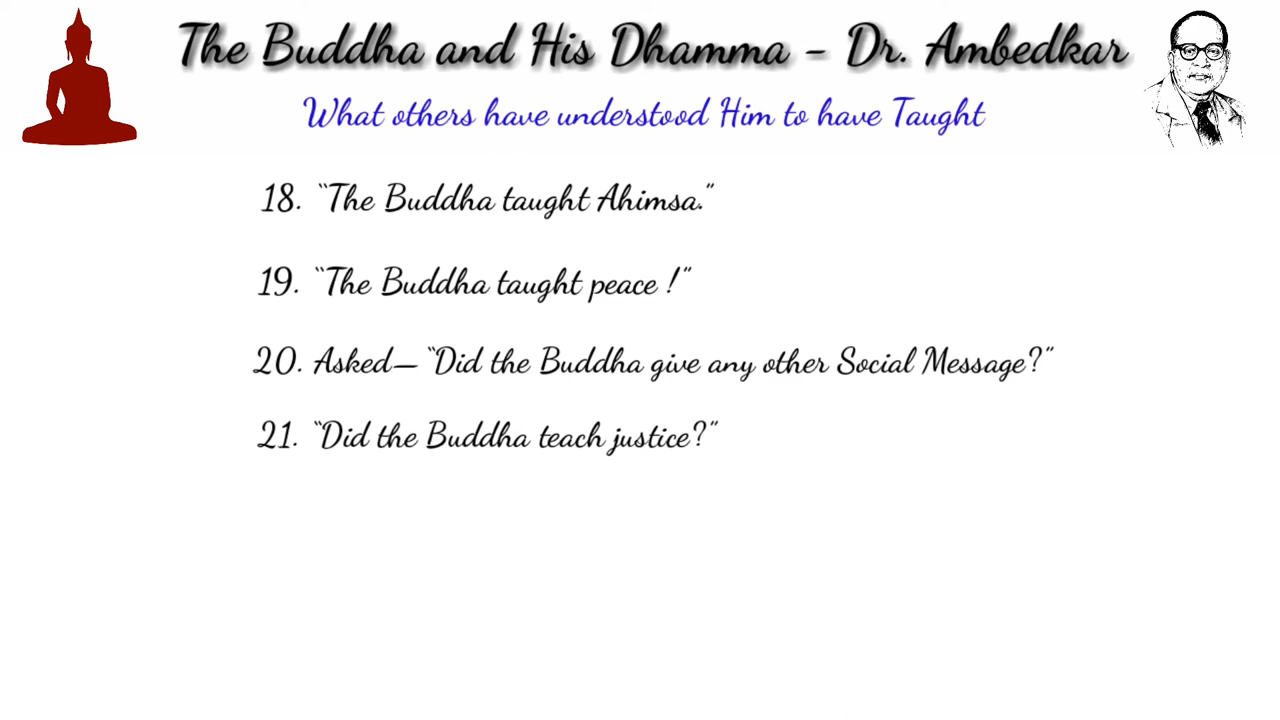 The Buddha and His Dhamma - Dr. Ambedkar
What others have understood Him to have Taught
18. "The Buddha taught Ahimsa."
19. "The Buddha taught peace !"
20. Asked— "Did the Buddha give any other Social Message?"
21. "Did the Buddha teach justice?"